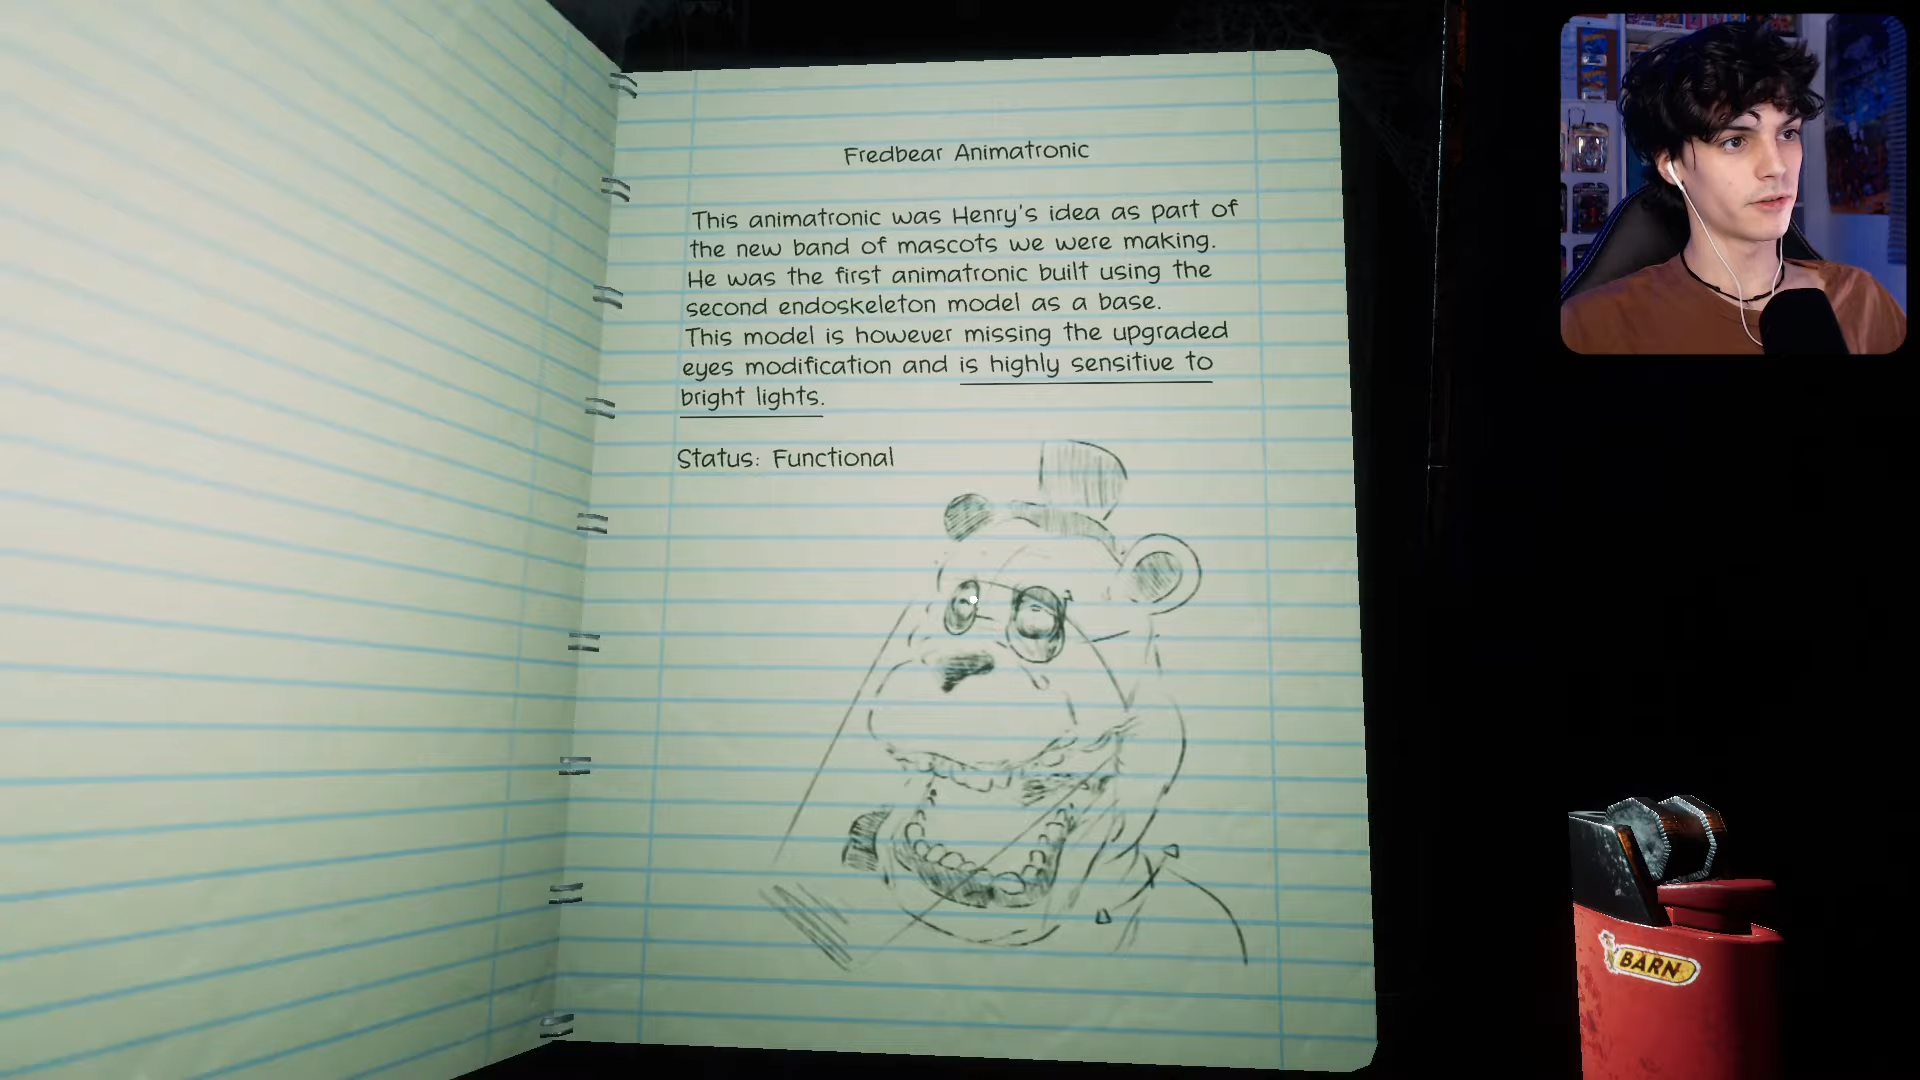 Fredbear Animatronic
This animatronic was Henry's idea as part of
the new band of mascots we were making.
He was the first animatronic built using the
second endoskeleton model as a base.
This model is however missing the upgraded
eyes modification and is highly sensitive to
bright lights.
Status: Functional
BARN